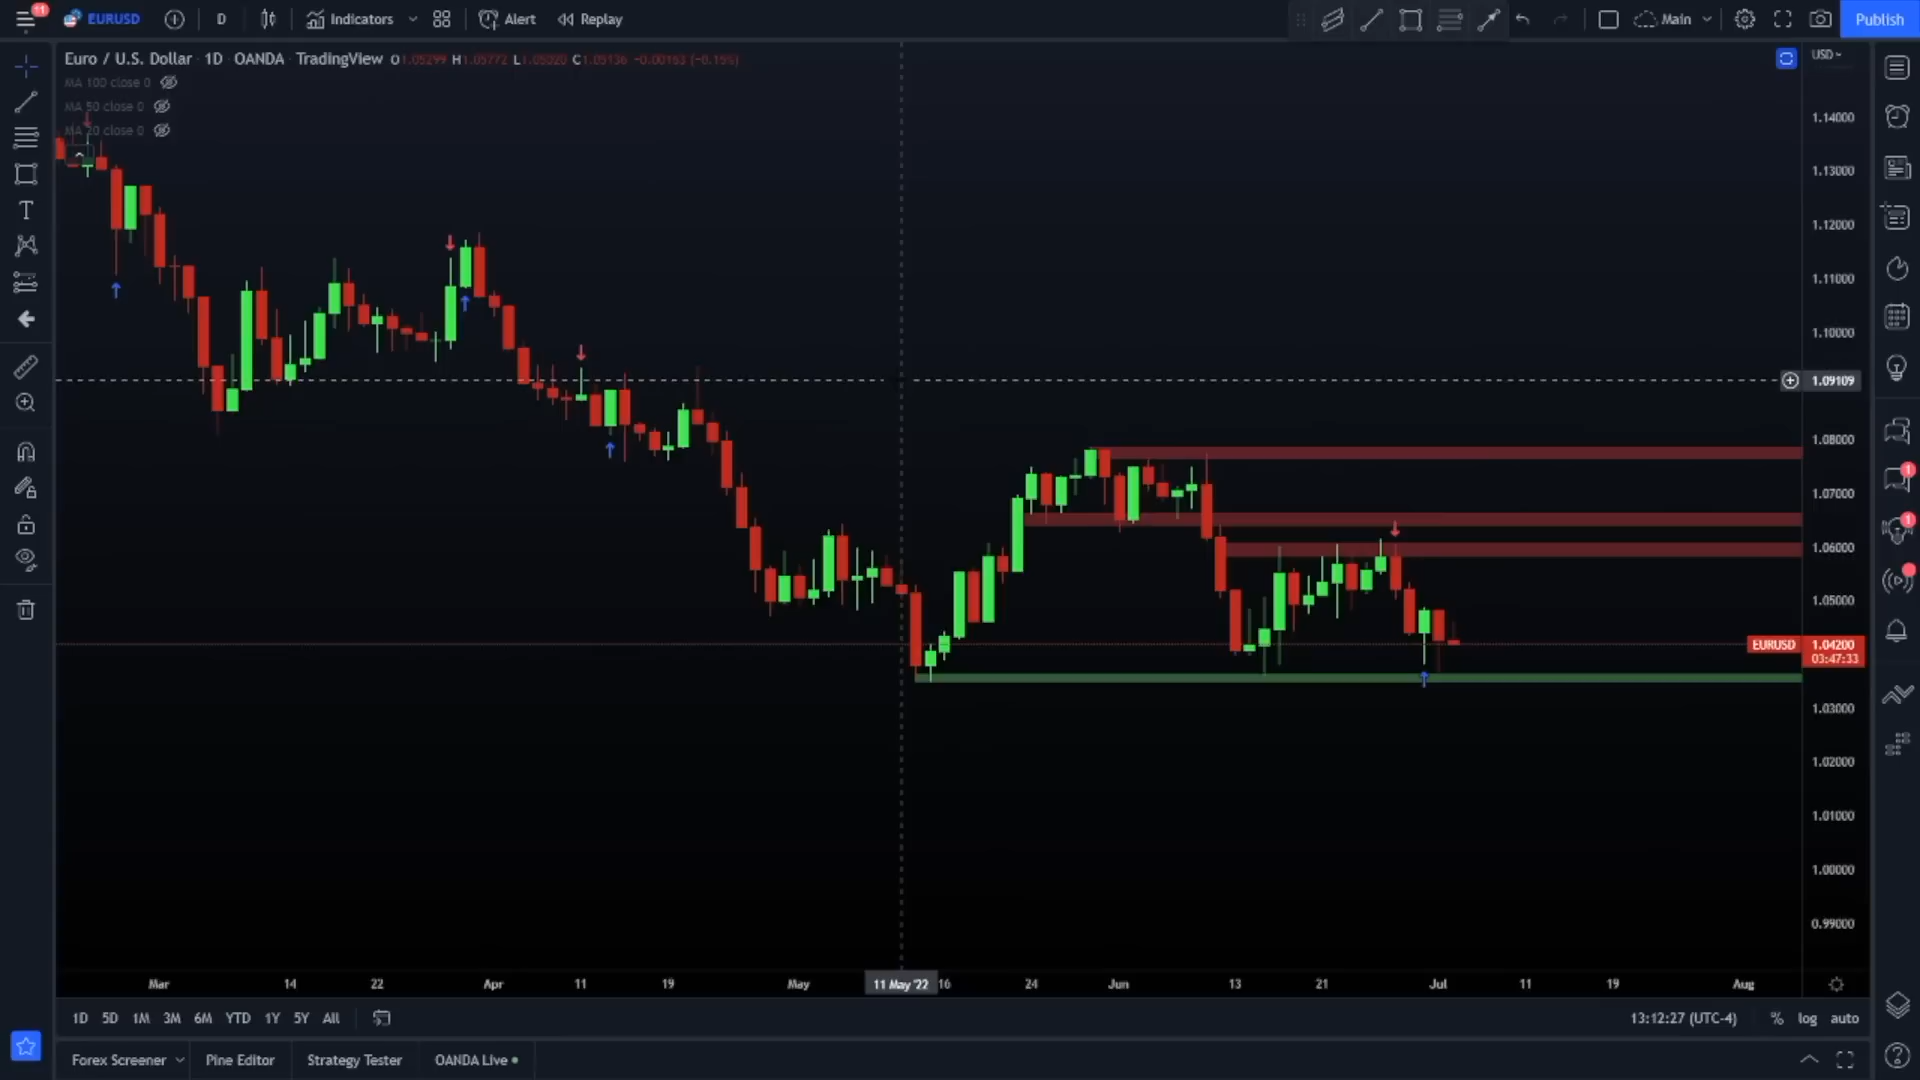 11
EURUSD
D
Indicators
Alert
Replay
Main
Publish
Euro / U.S. Dollar · 1D · OANDA · TradingView O1.05299 H1.05772 L1.05020 C1.05136 −0.00153 (−0.15%)
USD
MA 100 close 0
MA 50 close 0
MA 20 close 0
1.14000
1.13000
1.12000
1.11000
1.10000
1.09109
1.08000
1.07000
1.06000
1.05000
EURUSD 1.04200
03:47:33
1.03000
1.02000
1.01000
1.00000
0.99000
1
1
Mar 14 22 Apr 11 19 May 11 May '22 16 24 Jun 13 21 Jul 11 19 Aug
1D 5D 1M 3M 6M YTD 1Y 5Y All
13:12:27 (UTC-4) % log auto
Forex Screener Pine Editor Strategy Tester OANDA Live